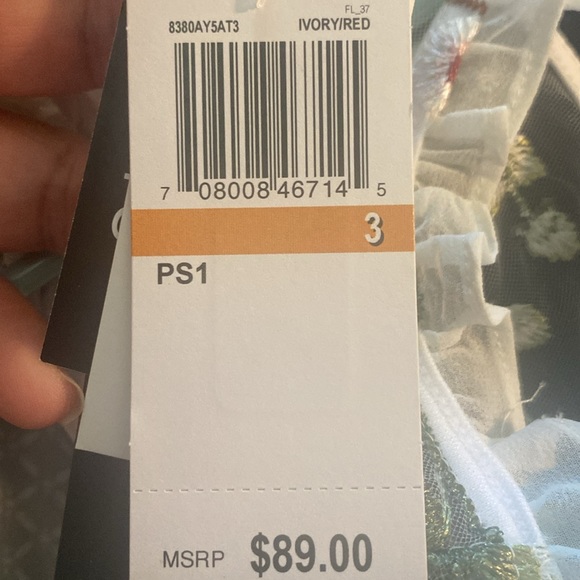 FL_37
8380AY5AT3 IVORY/RED
7 08008 46714 5
3
PS1
MSRP $89.00